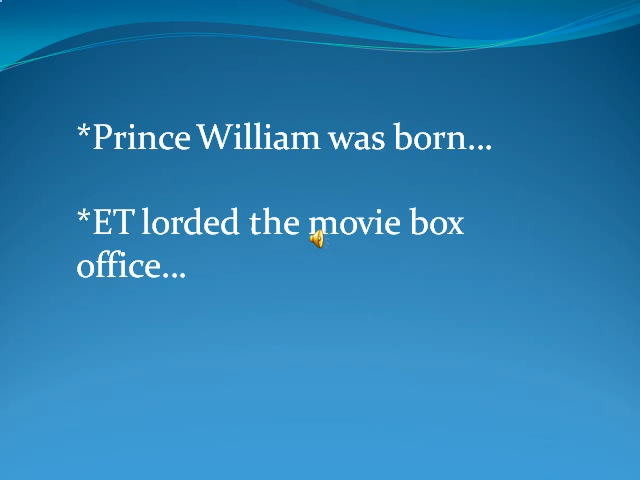 *Prince William was born...
*ET lorded the movie box
office...